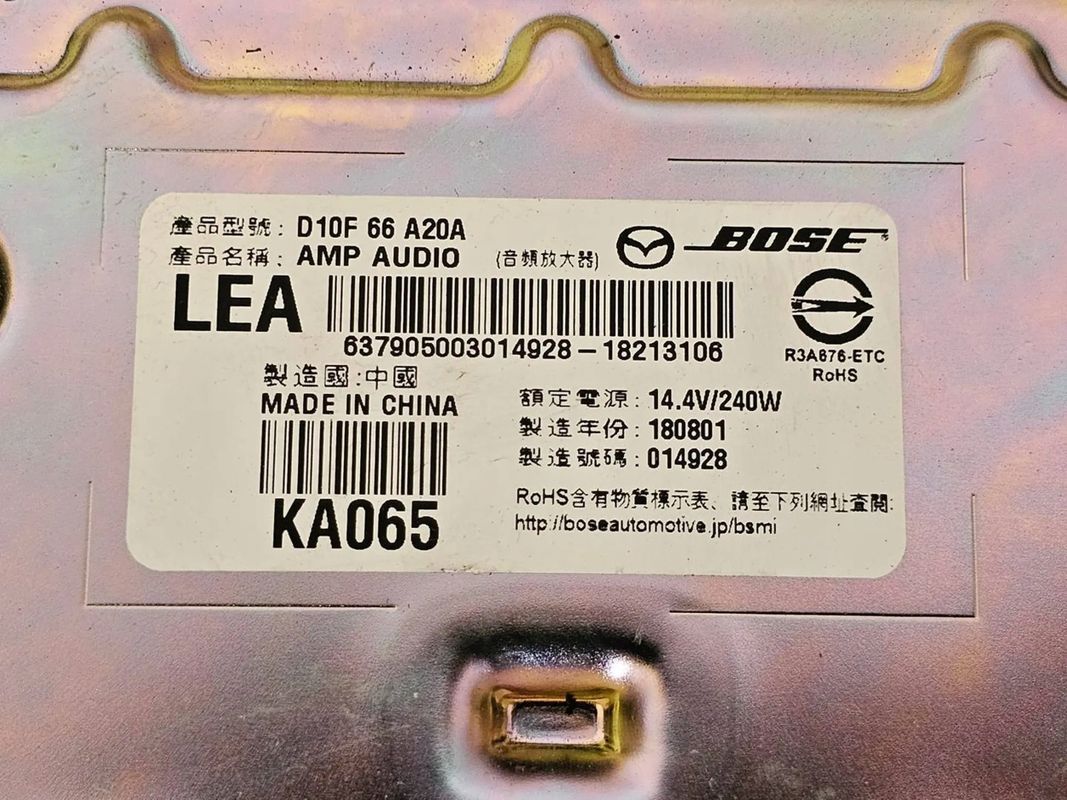 產品型號: D10F 66 A20A
產品名稱: AMP AUDIO (音頻放大器)
BOSE
LEA
637905003014928-18213106
R3A676-ETC
RoHS
製造國:中國
MADE IN CHINA
KA065
額定電源: 14.4V/240W
製造年份: 180801
製造號碼: 014928
RoHS含有物質標示表、請至下列網址查閱:
http://boseautomotive.jp/bsmi